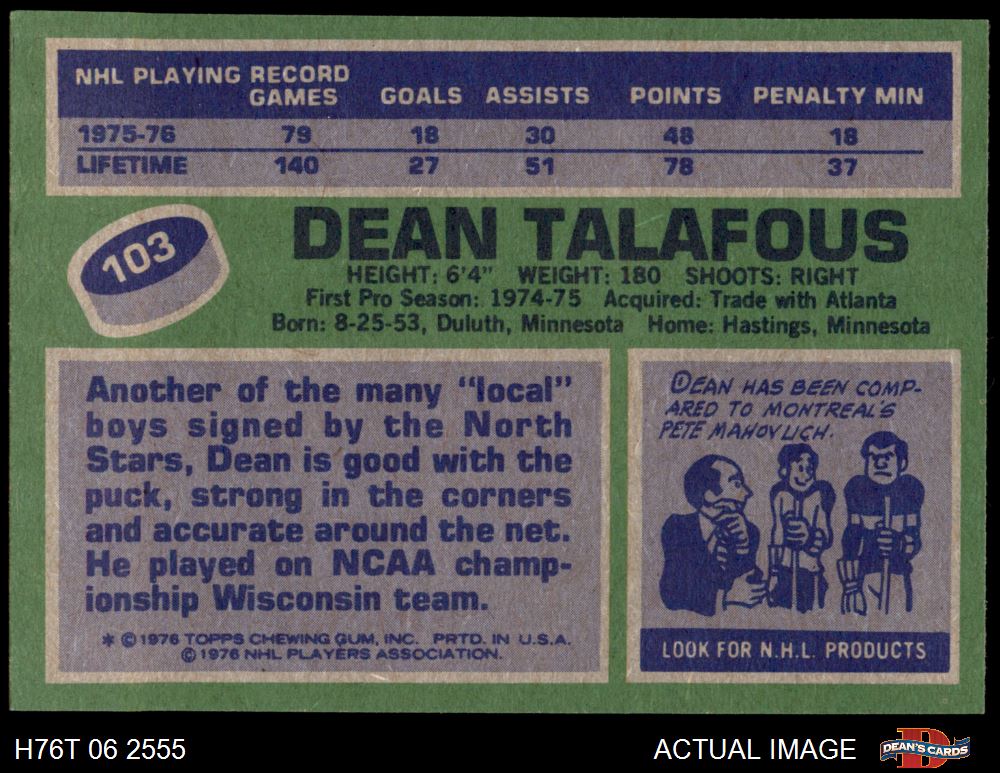 NHL PLAYING RECORD
GAMES GOALS ASSISTS POINTS PENALTY MIN
1975-76 79 18 30 48 18
LIFETIME 140 27 51 78 37
103
DEAN TALAFOUS
HEIGHT: 6'4" WEIGHT: 180 SHOOTS: RIGHT
First Pro Season: 1974-75 Acquired: Trade with Atlanta
Born: 8-25-53, Duluth, Minnesota Home: Hastings, Minnesota
Another of the many "local"
boys signed by the North
Stars, Dean is good with the
puck, strong in the corners
and accurate around the net.
He played on NCAA champ-
ionship Wisconsin team.
* © 1976 TOPPS CHEWING GUM, INC. PRTD. IN U.S.A.
© 1976 NHL PLAYERS ASSOCIATION.
DEAN HAS BEEN COMP-
ARED TO MONTREAL'S
PETE MAHOVLICH.
LOOK FOR N.H.L. PRODUCTS
H76T 06 2555
ACTUAL IMAGE
DEAN'S CARDS